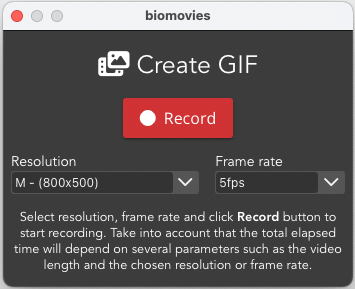 biomovies
Create GIF
Record
Resolution
Frame rate
M - (800x500)
5fps
Select resolution, frame rate and click Record button to
start recording. Take into account that the total elapsed
time will depend on several parameters such as the video
length and the chosen resolution or frame rate.